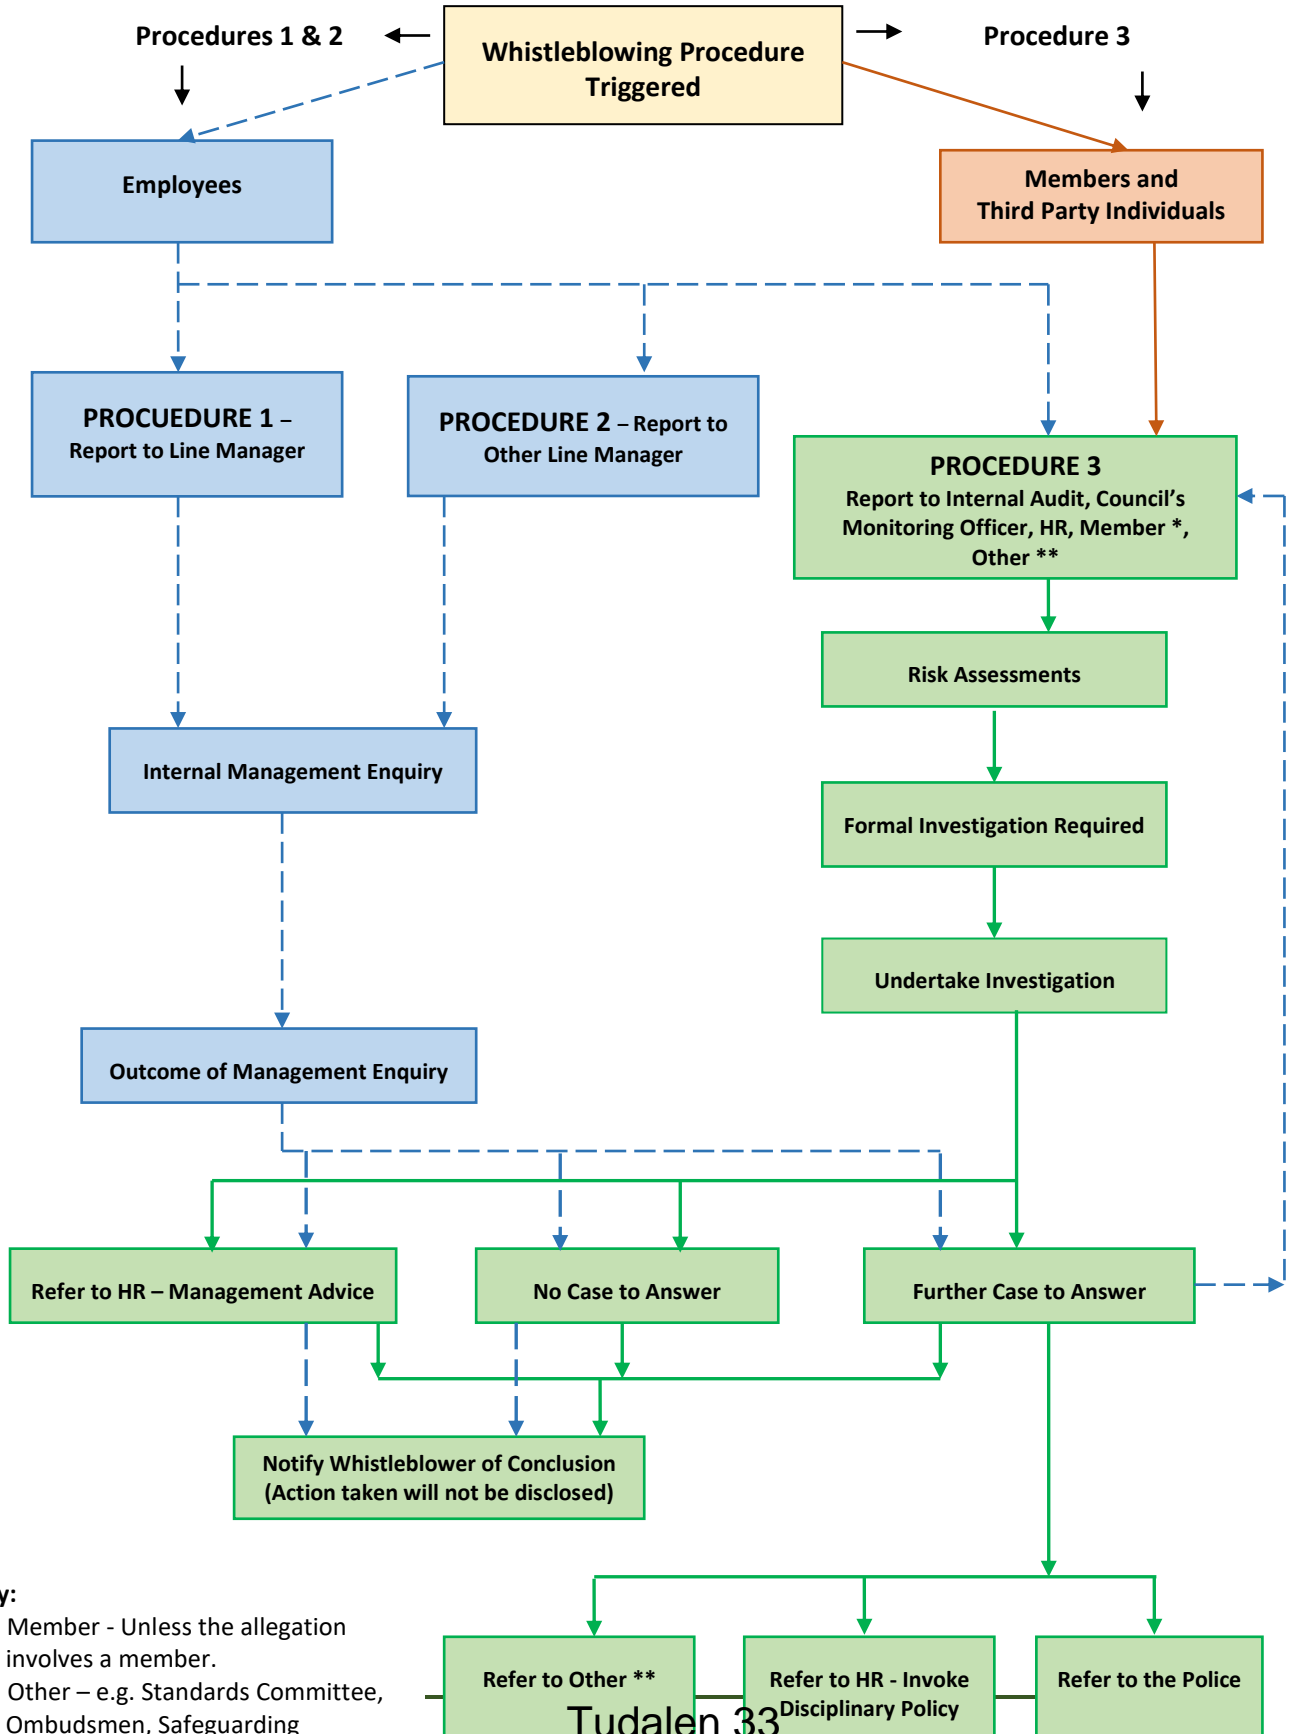 Procedures 1 & 2
Whistleblowing Procedure
Triggered
Procedure 3
Employees
Members and
Third Party Individuals
PROCUEDURE 1 –
Report to Line Manager
PROCEDURE 2 – Report to
Other Line Manager
PROCEDURE 3
Report to Internal Audit, Council’s
Monitoring Officer, HR, Member *,
Other **
Risk Assessments
Internal Management Enquiry
Formal Investigation Required
Undertake Investigation
Outcome of Management Enquiry
Refer to HR – Management Advice
No Case to Answer
Further Case to Answer
Notify Whistleblower of Conclusion
(Action taken will not be disclosed)
y:
Member - Unless the allegation
involves a member.
Other – e.g. Standards Committee,
Ombudsmen, Safeguarding
Refer to Other **
Refer to HR - Invoke
Disciplinary Policy
Refer to the Police
Tudalen 33